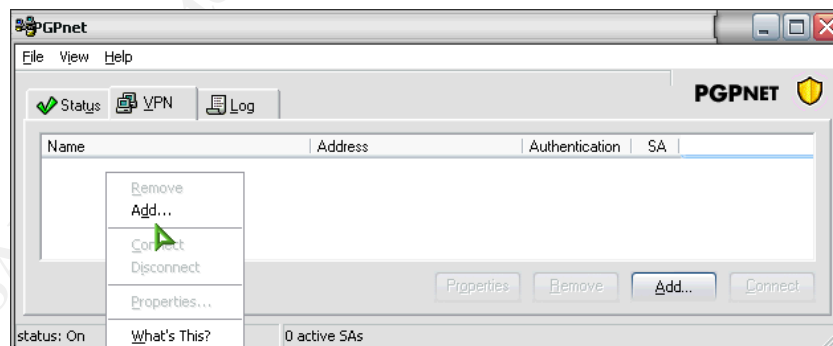 PGPnet
File View Help
Status VPN Log
PGPNET
Name Address Authentication SA
Remove
Add...
Connect
Disconnect
Properties...
What's This?
Properties Remove Add... Connect
status: On 0 active SAs